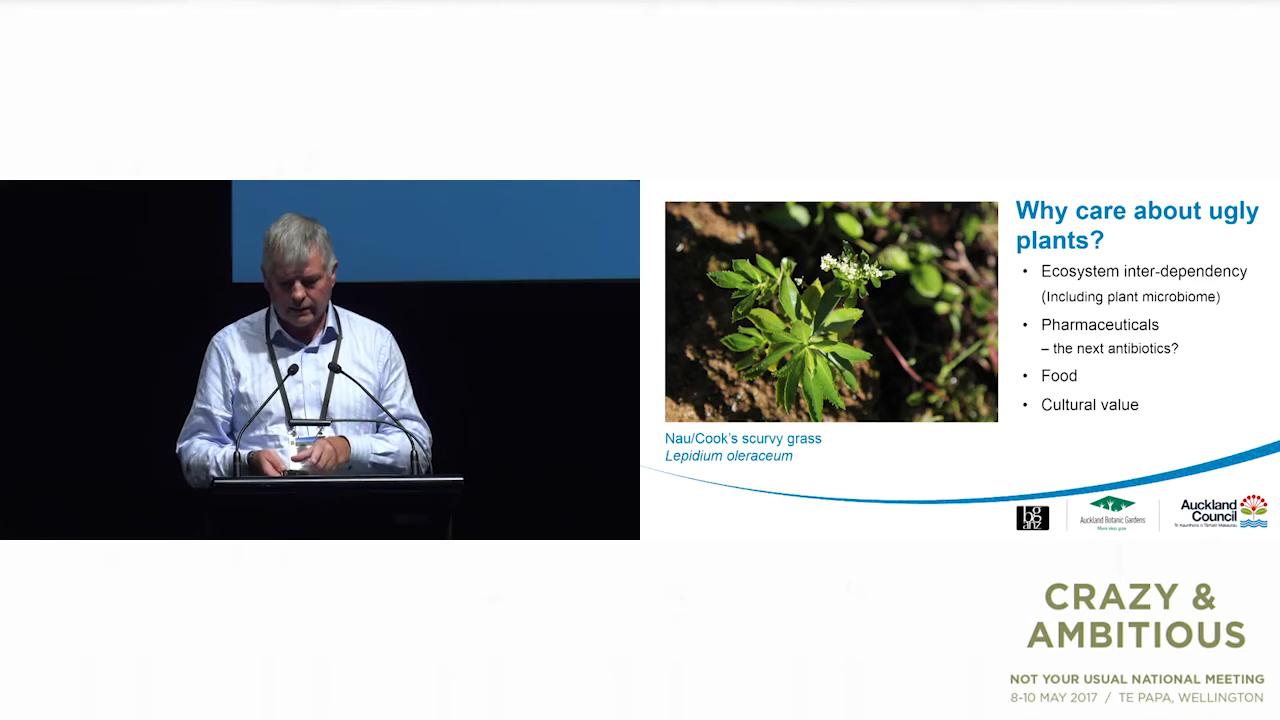 Why care about ugly
plants?
• Ecosystem inter-dependency
(Including plant microbiome)
• Pharmaceuticals
– the next antibiotics?
• Food
• Cultural value
Nau/Cook's scurvy grass
Lepidium oleraceum
bg
anz
Auckland Botanic Gardens
Where ideas grow
Auckland
Council
Te Kaunihera o Tāmaki Makaurau
CRAZY &
AMBITIOUS
NOT YOUR USUAL NATIONAL MEETING
8-10 MAY 2017 / TE PAPA, WELLINGTON